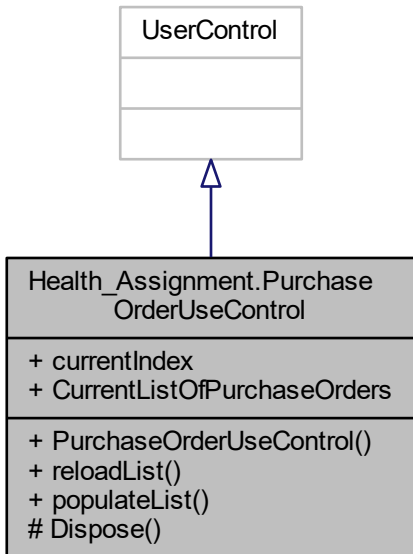 UserControl
Health_Assignment.Purchase
OrderUseControl
+ currentIndex
+ CurrentListOfPurchaseOrders
+ PurchaseOrderUseControl()
+ reloadList()
+ populateList()
# Dispose()